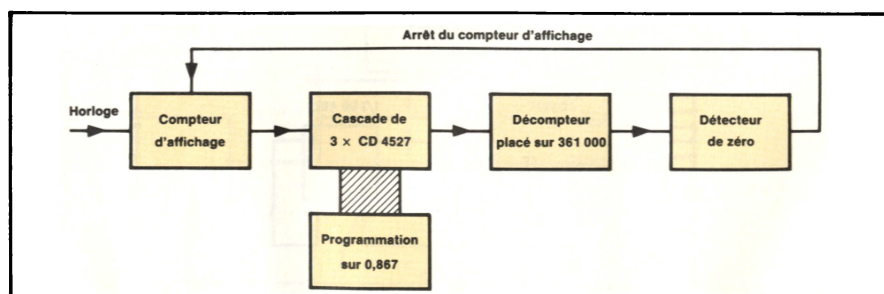 Arrêt du compteur d'affichage
Horloge
Compteur
d'affichage
Cascade de
3 × CD 4527
Décompteur
placé sur 361 000
Détecteur
de zéro
Programmation
sur 0,867